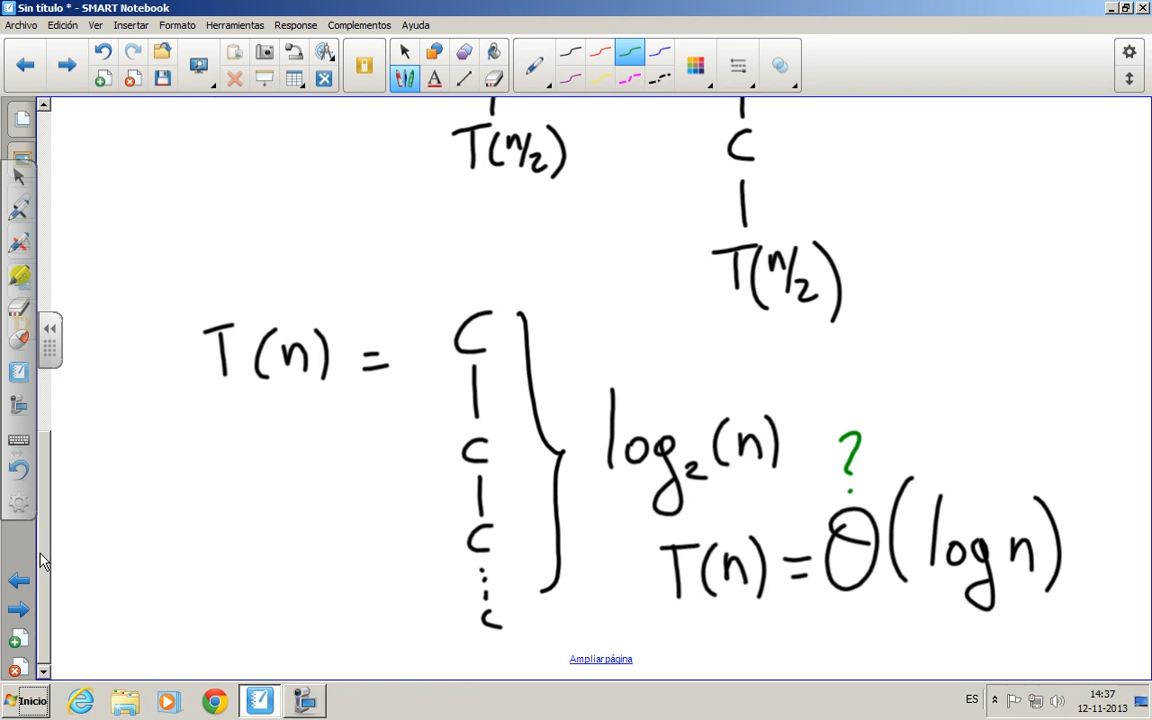 Sin título * - SMART Notebook
Archivo Edición Ver Insertar Formato Herramientas Response Complementos Ayuda
T(n/2)
C
T(n/2)
T(n) = C
C
log₂(n)
?
C
T(n) = Θ(log n)
⋮
C
Ampliar página
Inicio
ES
14:37
12-11-2013